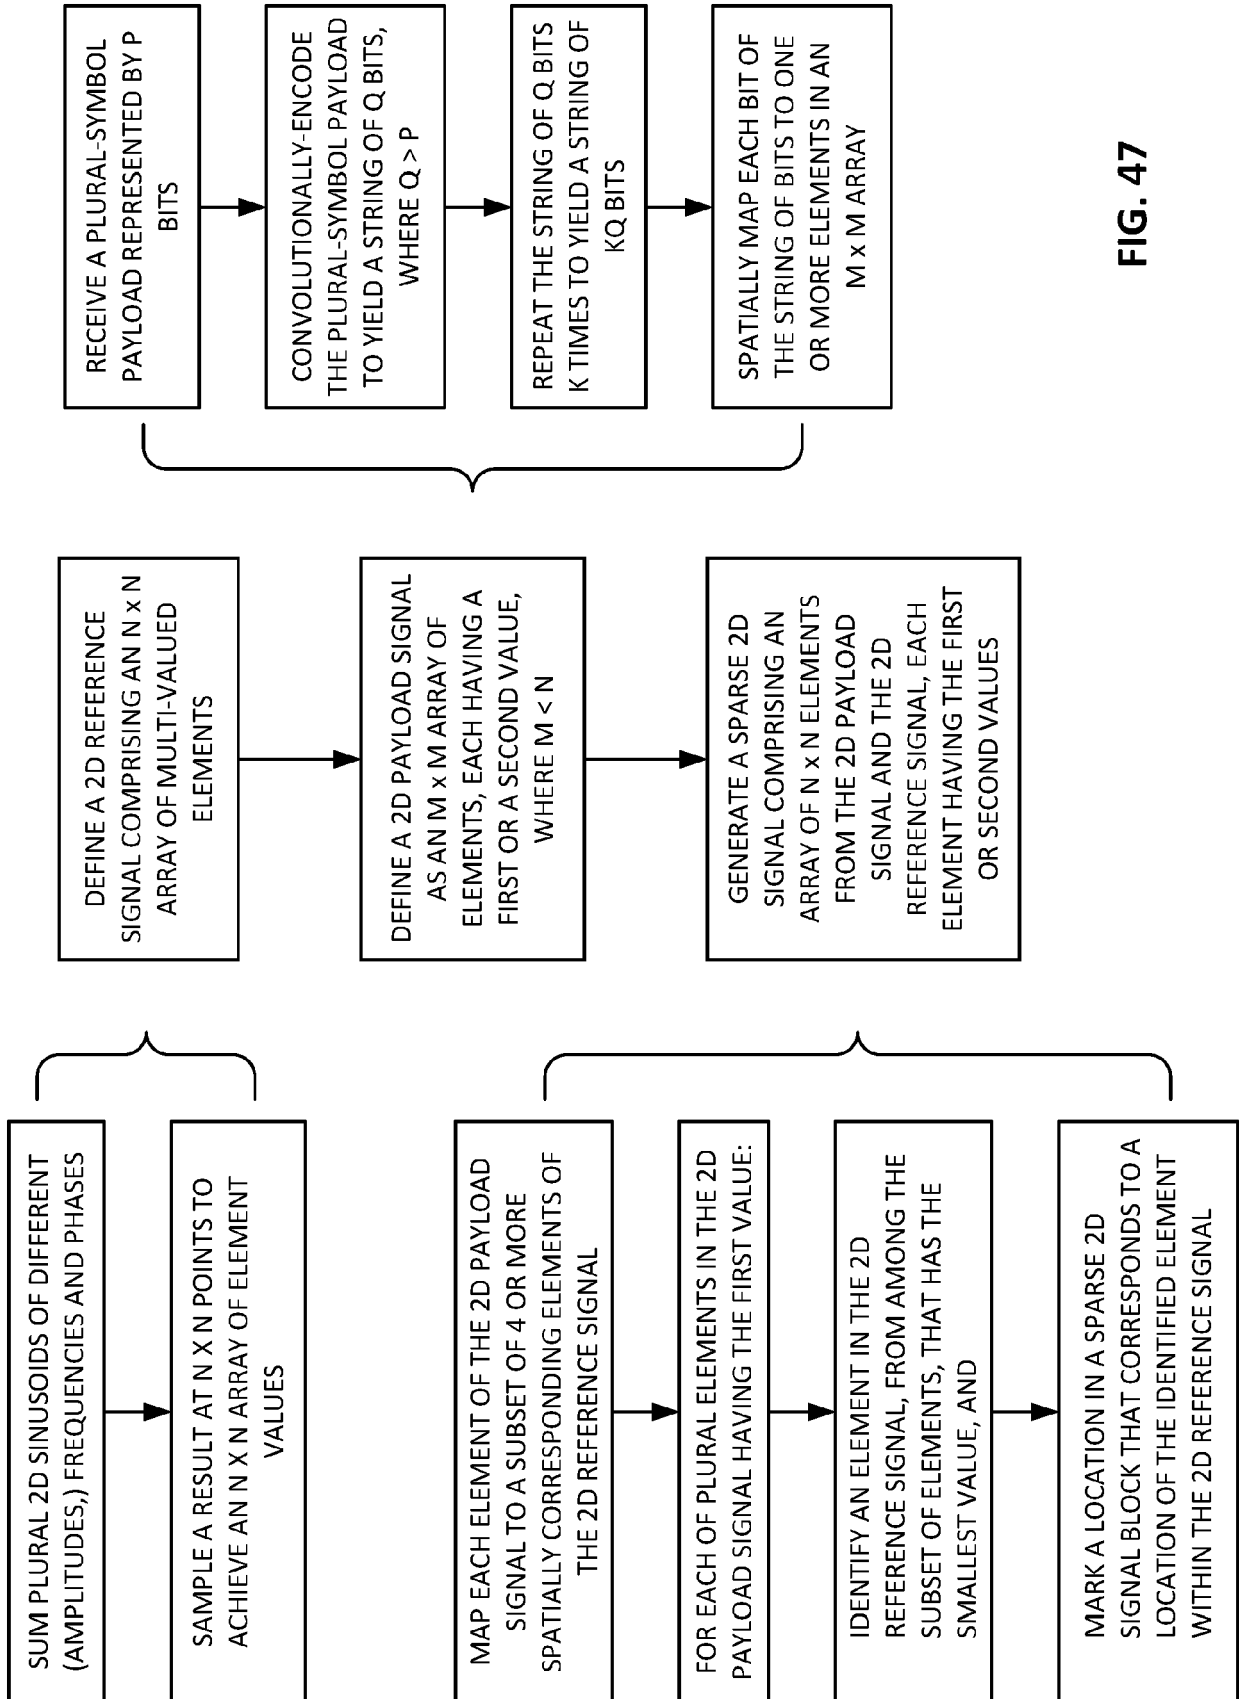 SUM PLURAL 2D SINUSOIDS OF DIFFERENT
(AMPLITUDES,) FREQUENCIES AND PHASES
SAMPLE A RESULT AT N X N POINTS TO
ACHIEVE AN N X N ARRAY OF ELEMENT
VALUES
MAP EACH ELEMENT OF THE 2D PAYLOAD
SIGNAL TO A SUBSET OF 4 OR MORE
SPATIALLY CORRESPONDING ELEMENTS OF
THE 2D REFERENCE SIGNAL
FOR EACH OF PLURAL ELEMENTS IN THE 2D
PAYLOAD SIGNAL HAVING THE FIRST VALUE:
IDENTIFY AN ELEMENT IN THE 2D
REFERENCE SIGNAL, FROM AMONG THE
SUBSET OF ELEMENTS, THAT HAS THE
SMALLEST VALUE, AND
MARK A LOCATION IN A SPARSE 2D
SIGNAL BLOCK THAT CORRESPONDS TO A
LOCATION OF THE IDENTIFIED ELEMENT
WITHIN THE 2D REFERENCE SIGNAL
DEFINE A 2D REFERENCE
SIGNAL COMPRISING AN N x N
ARRAY OF MULTI-VALUED
ELEMENTS
DEFINE A 2D PAYLOAD SIGNAL
AS AN M x M ARRAY OF
ELEMENTS, EACH HAVING A
FIRST OR A SECOND VALUE,
WHERE M < N
GENERATE A SPARSE 2D
SIGNAL COMPRISING AN
ARRAY OF N x N ELEMENTS
FROM THE 2D PAYLOAD
SIGNAL AND THE 2D
REFERENCE SIGNAL, EACH
ELEMENT HAVING THE FIRST
OR SECOND VALUES
RECEIVE A PLURAL-SYMBOL
PAYLOAD REPRESENTED BY P
BITS
CONVOLUTIONALLY-ENCODE
THE PLURAL-SYMBOL PAYLOAD
TO YIELD A STRING OF Q BITS,
WHERE Q > P
REPEAT THE STRING OF Q BITS
K TIMES TO YIELD A STRING OF
KQ BITS
SPATIALLY MAP EACH BIT OF
THE STRING OF BITS TO ONE
OR MORE ELEMENTS IN AN
M x M ARRAY
FIG. 47